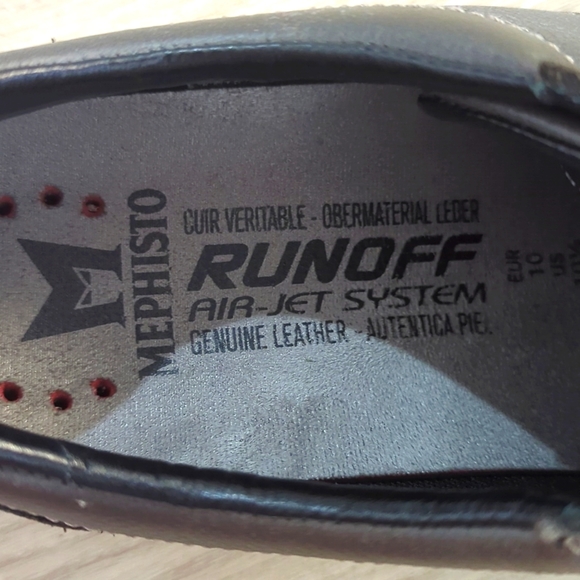 MEPHISTO
CUIR VERITABLE - OBERMATERIAL LEDER
RUNOFF
AIR-JET SYSTEM
GENUINE LEATHER - AUTENTICA PIEL
EUR
10
US